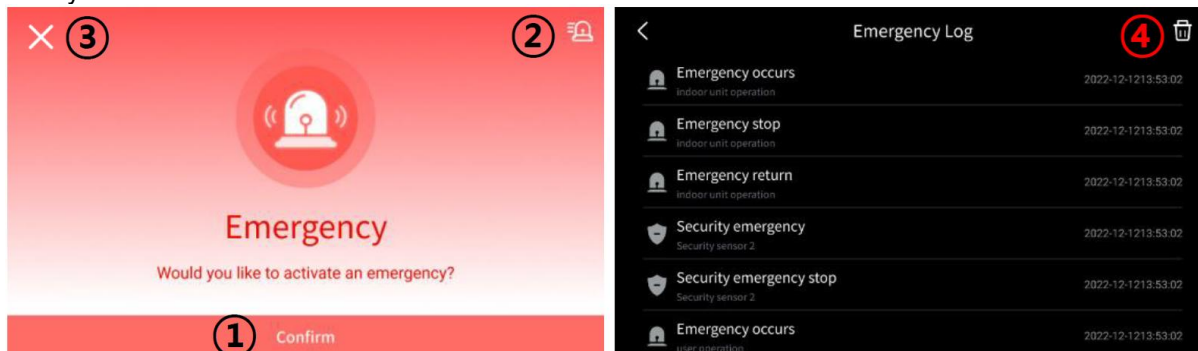 ③
②
Emergency
Would you like to activate an emergency?
① Confirm
Emergency Log
④
Emergency occurs
indoor unit operation
2022-12-1213:53:02
Emergency stop
indoor unit operation
2022-12-1213:53:02
Emergency return
indoor unit operation
2022-12-1213:53:02
Security emergency
Security sensor 2
2022-12-1213:53:02
Security emergency stop
Security sensor 2
2022-12-1213:53:02
Emergency occurs
user operation
2022-12-1213:53:02